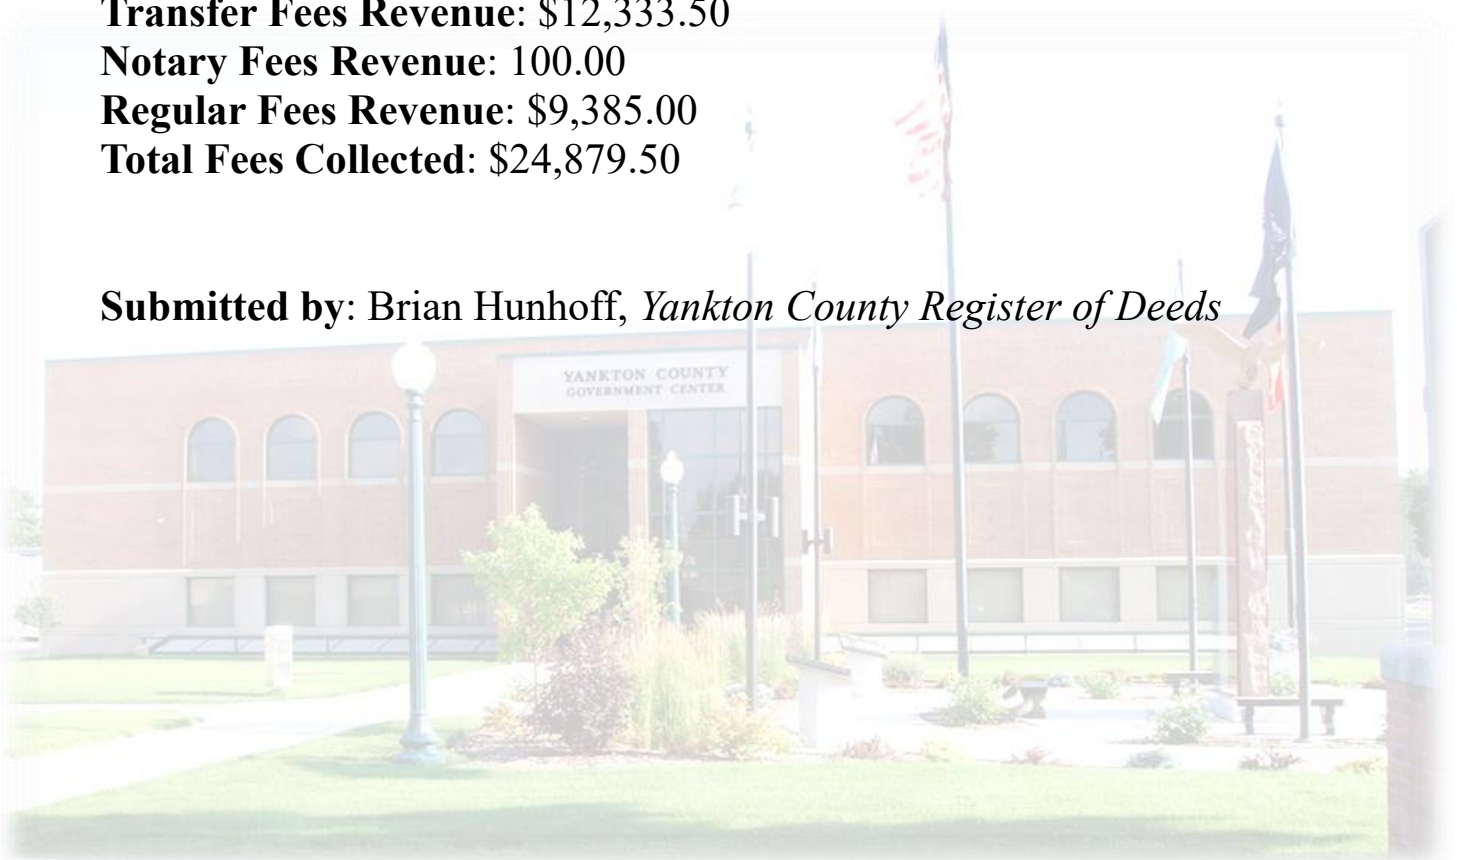 Transfer Fees Revenue: $12,333.50
Notary Fees Revenue: 100.00
Regular Fees Revenue: $9,385.00
Total Fees Collected: $24,879.50
Submitted by: Brian Hunhoff, Yankton County Register of Deeds
YANKTON COUNTY
GOVERNMENT CENTER